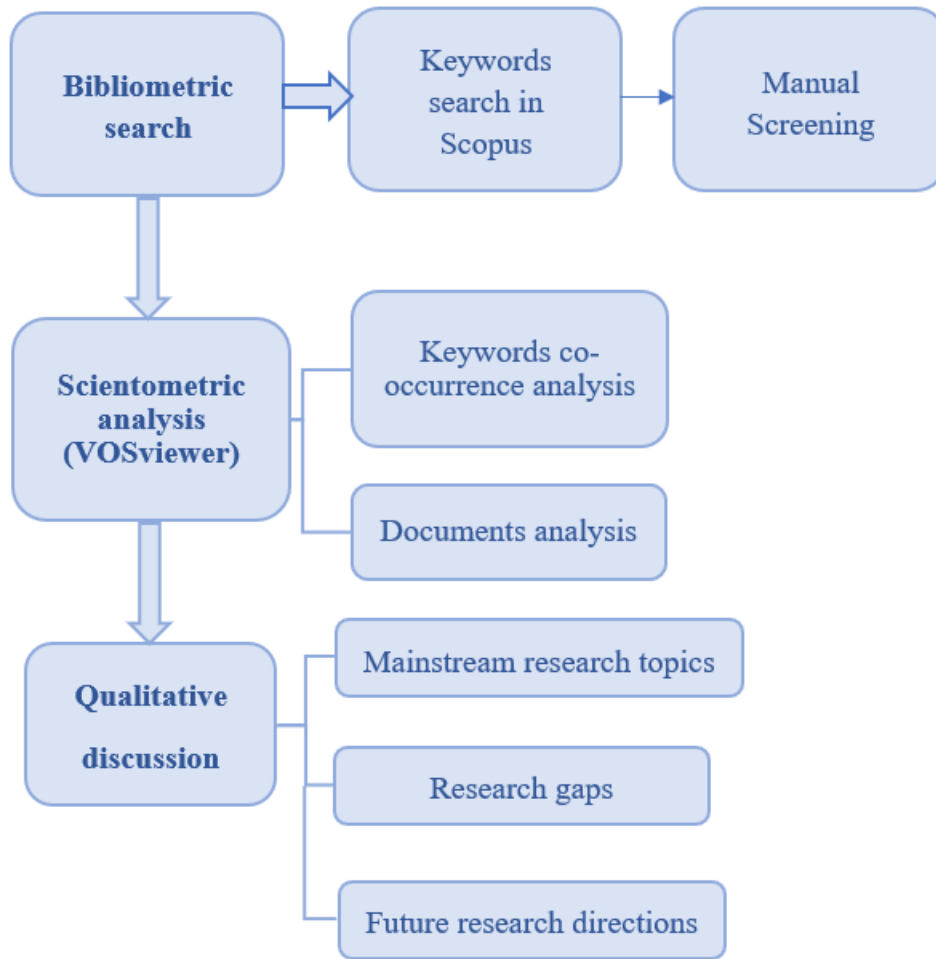 Bibliometric
search
Keywords
search in
Scopus
Manual
Screening
Scientometric
analysis
(VOSviewer)
Keywords co-
occurrence analysis
Documents analysis
Qualitative
discussion
Mainstream research topics
Research gaps
Future research directions